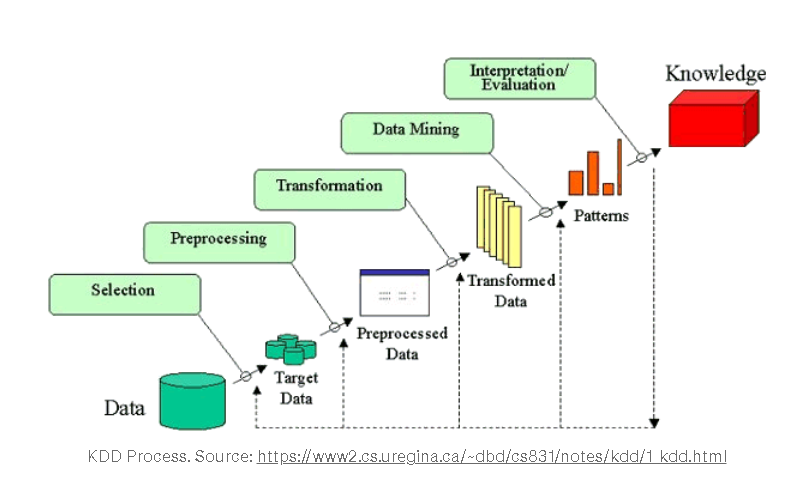 Interpretation/
Evaluation
Knowledge
Data Mining
Transformation
Patterns
Preprocessing
Transformed
Data
Selection
Preprocessed
Data
Target
Data
Data
KDD Process. Source: https://www2.cs.uregina.ca/~dbd/cs831/notes/kdd/1_kdd.html